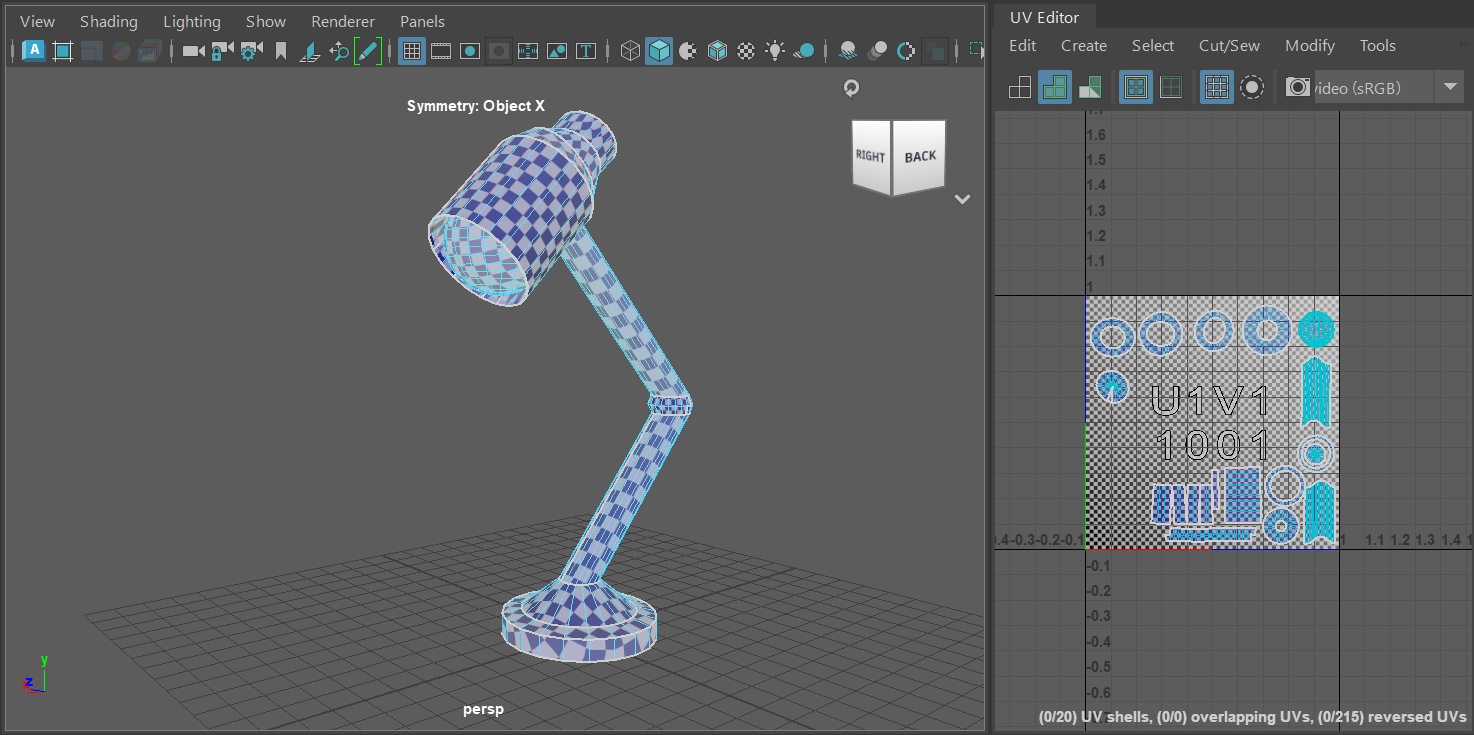 View Shading Lighting Show Renderer Panels
A
T
Symmetry: Object X
RIGHT BACK
y
z
persp
UV Editor
Edit Create Select Cut/Sew Modify Tools
video (sRGB)
1.6
1.5
1.4
1.3
1.2
1.1
1
U1V1
1001
-0.3 -0.2 -0.1 1 1.1 1.2 1.3 1.4
-0.1
-0.2
-0.3
-0.4
-0.5
-0.6
(0/20) UV shells, (0/0) overlapping UVs, (0/215) reversed UVs